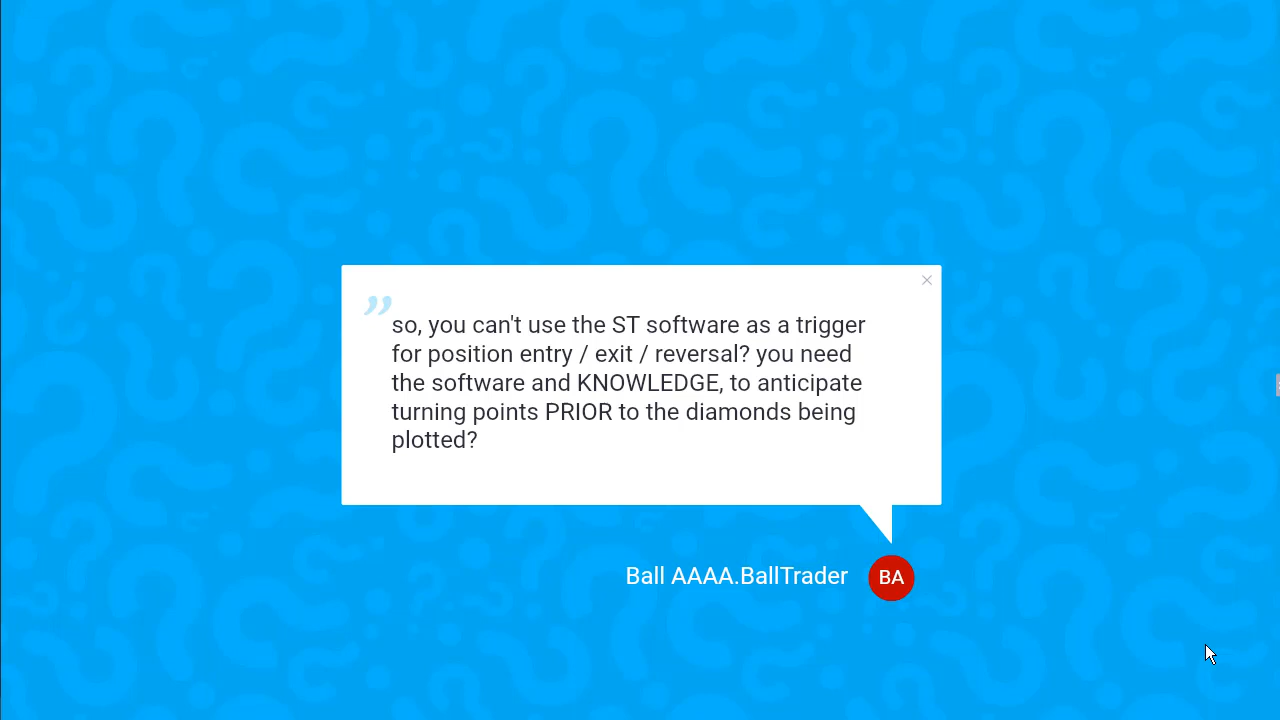 so, you can't use the ST software as a trigger
for position entry / exit / reversal? you need
the software and KNOWLEDGE, to anticipate
turning points PRIOR to the diamonds being
plotted?
Ball AAAA.BallTrader
BA